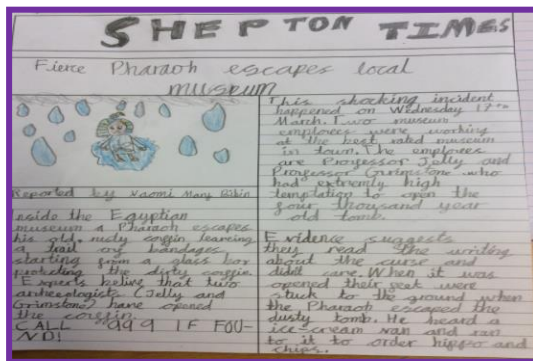 SHEPTON TIMES
Fierce Pharaoh escapes local
museum
Reported by Naomi Mary
inside the Egyptian
museum a Pharaoh escapes
his old, rusty coffin leaving
a trail of bandages
starting from a glass box
protecting the dirty coffin.
Experts belive that two
archeologists (Jelly and
Grimstone) have opened
the coffin.
CALL 999 IF FOU-
ND!
This shocking incident
happened on Wednesday 17th
March. Two museum
employees were working
at the best rated museum
in town. The employees
are Proffesor Jelly and
Proffesor Grimstone who
had extremely high
temptation to open the
four thousand year
old tomb.
Evidence suggests
they read the writing
about the curse and
didn't care. When it was
opened their feet were
stuck to the ground when
the Pharaoh escaped the
dusty tomb. He heard a
ice-cream van and ran
to it to order hippo and
chips.